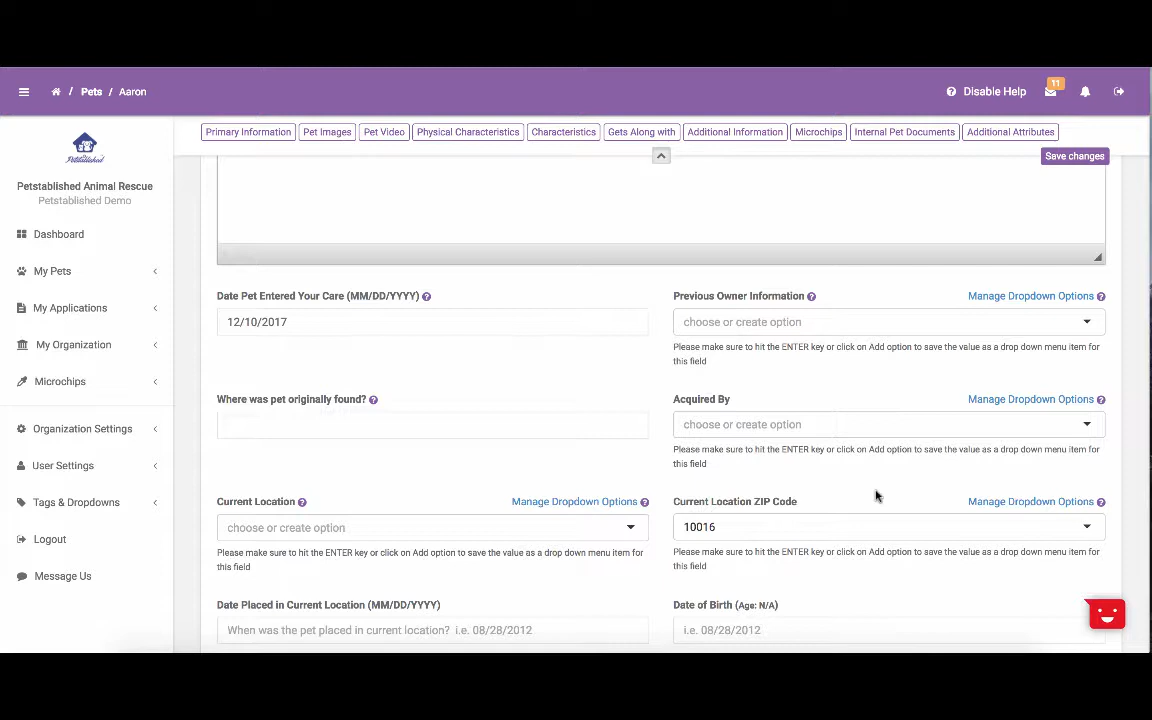 / Pets / Aaron
Disable Help
11
Petstablished
Petstablished Animal Rescue
Petstablished Demo
Dashboard
My Pets
My Applications
My Organization
Microchips
Organization Settings
User Settings
Tags & Dropdowns
Logout
Message Us
Primary Information
Pet Images
Pet Video
Physical Characteristics
Characteristics
Gets Along with
Additional Information
Microchips
Internal Pet Documents
Additional Attributes
Save changes
Date Pet Entered Your Care (MM/DD/YYYY) ?
12/10/2017
Previous Owner Information ?
Manage Dropdown Options ?
choose or create option
Please make sure to hit the ENTER key or click on Add option to save the value as a drop down menu item for
this field
Where was pet originally found? ?
Acquired By
Manage Dropdown Options ?
choose or create option
Please make sure to hit the ENTER key or click on Add option to save the value as a drop down menu item for
this field
Current Location ?
Manage Dropdown Options ?
choose or create option
Please make sure to hit the ENTER key or click on Add option to save the value as a drop down menu item for
this field
Current Location ZIP Code
Manage Dropdown Options ?
10016
Please make sure to hit the ENTER key or click on Add option to save the value as a drop down menu item for
this field
Date Placed in Current Location (MM/DD/YYYY)
When was the pet placed in current location? i.e. 08/28/2012
Date of Birth (Age: N/A)
i.e. 08/28/2012